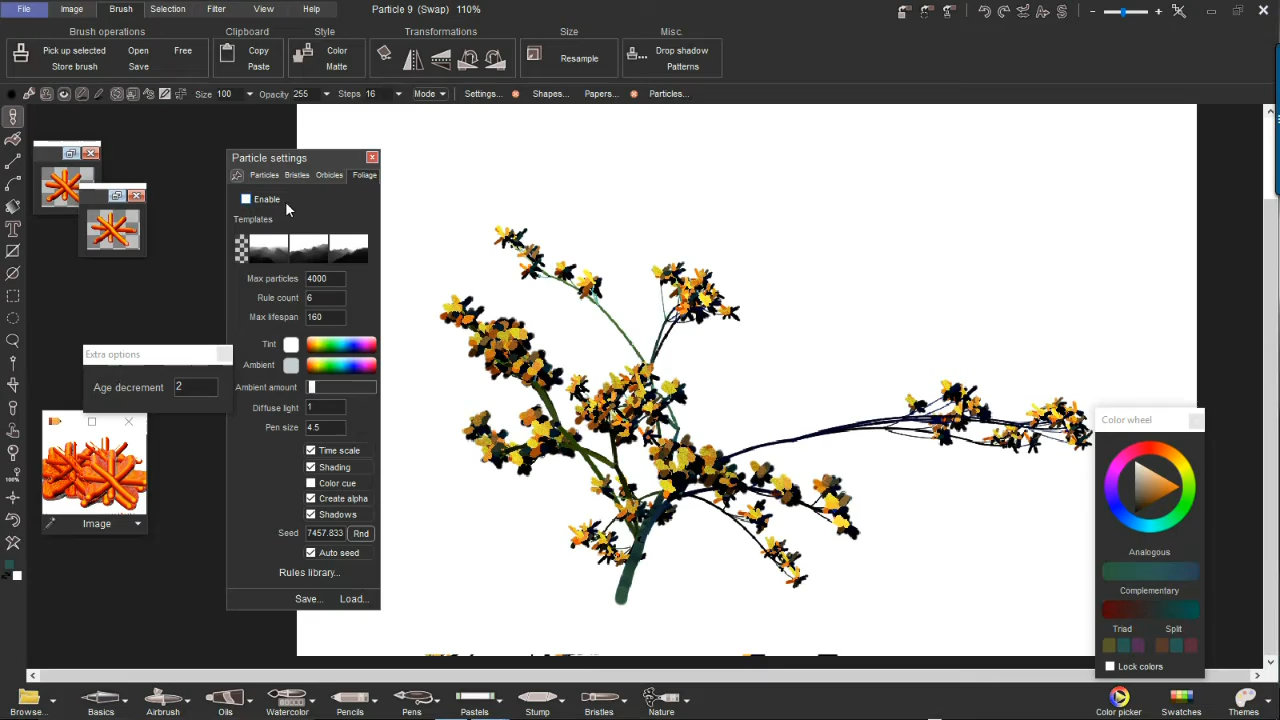 File Image Brush Selection Filter View Help Particle 9 (Swap) 110%
Brush operations Clipboard Style Transformations Size Misc.
Pick up selected Open Free Copy Color Resample Drop shadow
Store brush Save Paste Matte Patterns
Size 100 Opacity 255 Steps 16 Mode Settings... Shapes... Papers... Particles...
Particle settings
Particles Bristles Orbicles Foliage
Enable
Templates
Max particles 4000
Rule count 6
Max lifespan 160
Tint
Ambient
Ambient amount
Diffuse light 1
Pen size 4.5
Time scale
Shading
Color cue
Create alpha
Shadows
Seed 7457.833 Rnd
Auto seed
Rules library...
Save... Load...
Extra options
Age decrement 2
Image
100%
Color wheel
Analogous
Complementary
Triad Split
Lock colors
Browse... Basics Airbrush Oils Watercolor Pencils Pens Pastels Stump Bristles Nature Color picker Swatches Themes